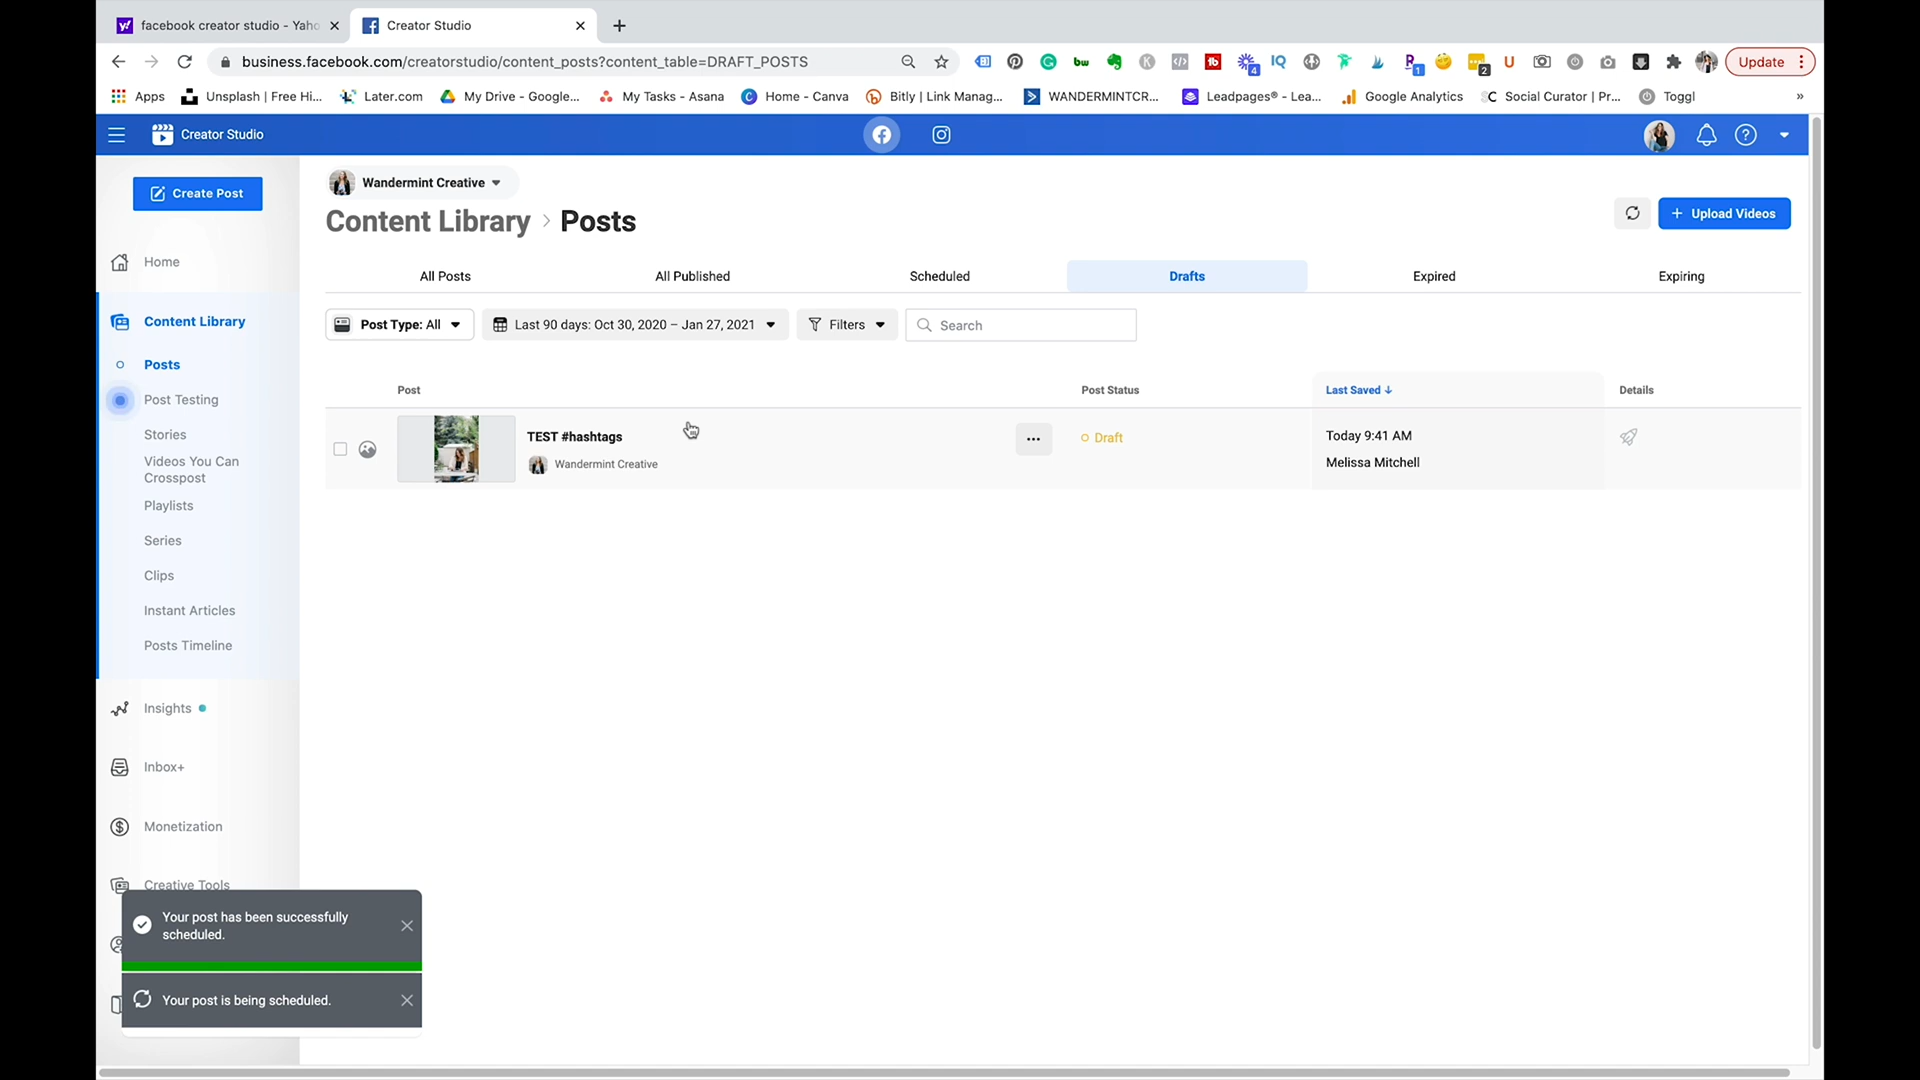 facebook creator studio - Yaho
Creator Studio
business.facebook.com/creatorstudio/content_posts?content_table=DRAFT_POSTS
Update
Apps
Unsplash | Free Hi...
Later.com
My Drive - Google...
My Tasks - Asana
Home - Canva
Bitly | Link Manag...
WANDERMINTCR...
Leadpages® - Lea...
Google Analytics
Social Curator | Pr...
Toggl
»
Creator Studio
Create Post
Home
Content Library
Posts
Post Testing
Stories
Videos You Can
Crosspost
Playlists
Series
Clips
Instant Articles
Posts Timeline
Insights
Inbox+
Monetization
Creative Tools
Your post has been successfully
scheduled.
Your post is being scheduled.
Wandermint Creative
Content Library > Posts
+ Upload Videos
All Posts
All Published
Scheduled
Drafts
Expired
Expiring
Post Type: All
Last 90 days: Oct 30, 2020 – Jan 27, 2021
Filters
Search
Post
Post Status
Last Saved ↓
Details
TEST #hashtags
Wandermint Creative
Draft
Today 9:41 AM
Melissa Mitchell